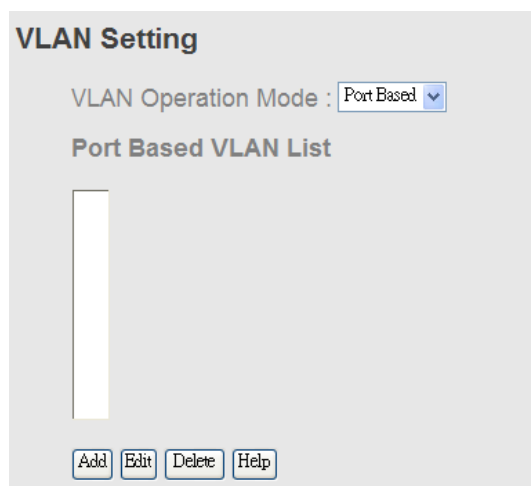 VLAN Setting
VLAN Operation Mode : Port Based
Port Based VLAN List
Add Edit Delete Help